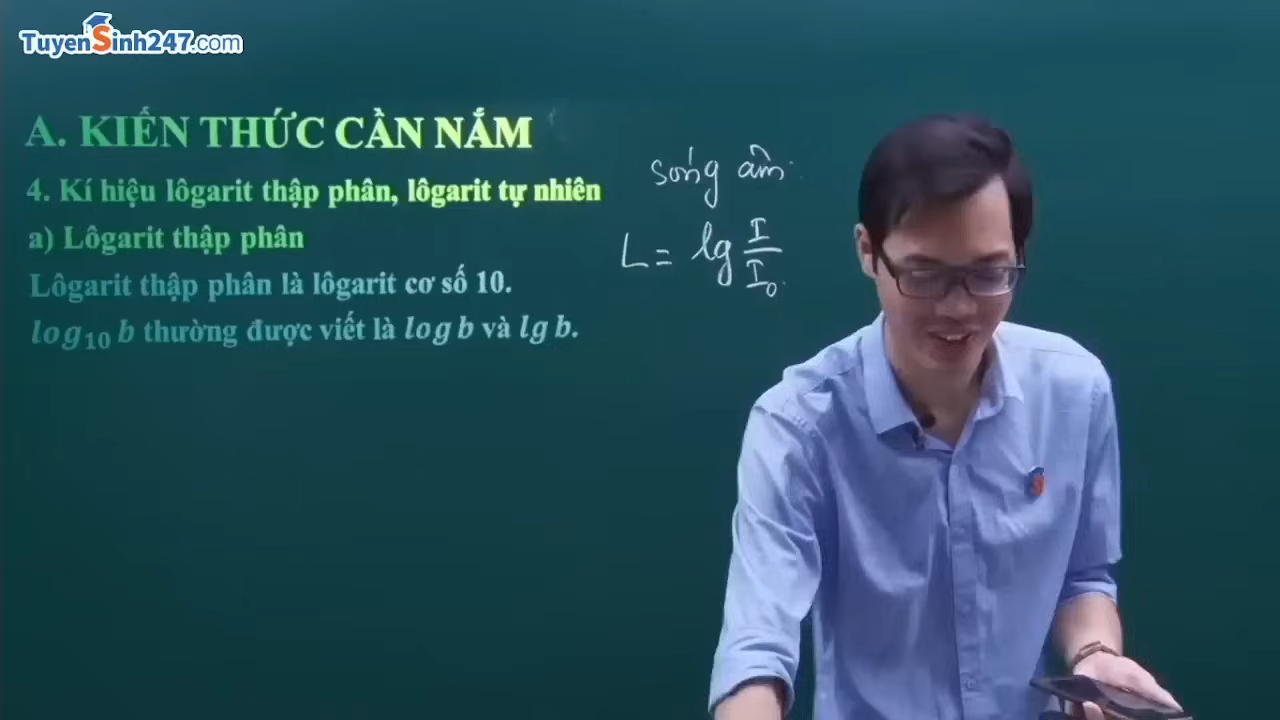 TuyenSinh247.com
A. KIẾN THỨC CẦN NẮM
4. Kí hiệu lôgarit thập phân, lôgarit tự nhiên
a) Lôgarit thập phân
Lôgarit thập phân là lôgarit cơ số 10.
log₁₀ b thường được viết là log b và lg b.
sóng âm.
L = lg I/I₀.